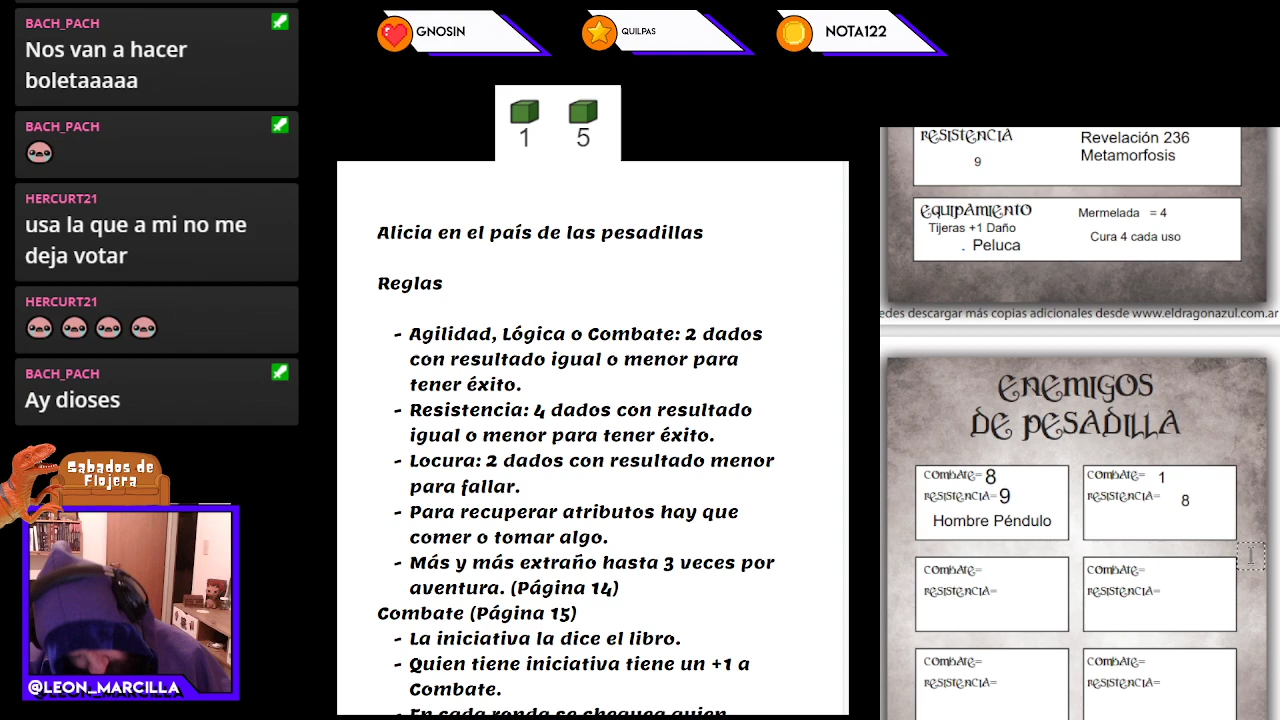 BACH_PACH
Nos van a hacer
boletaaaaa
BACH_PACH
HERCURT21
usa la que a mi no me
deja votar
HERCURT21
BACH_PACH
Ay dioses
Sabados de
Flojera
@LEON_MARCILLA
GNOSIN
QUILPAS
NOTA122
1 5
Alicia en el país de las pesadillas
Reglas
- Agilidad, Lógica o Combate: 2 dados
con resultado igual o menor para
tener éxito.
- Resistencia: 4 dados con resultado
igual o menor para tener éxito.
- Locura: 2 dados con resultado menor
para fallar.
- Para recuperar atributos hay que
comer o tomar algo.
- Más y más extraño hasta 3 veces por
aventura. (Página 14)
Combate (Página 15)
- La iniciativa la dice el libro.
- Quien tiene iniciativa tiene un +1 a
Combate.
- En cada ronda se chequea quien
RESISTENCIA
9
Revelación 236
Metamorfosis
EQUIPAMIENTO
Tijeras +1 Daño
. Peluca
Mermelada = 4
Cura 4 cada uso
edes descargar más copias adicionales desde www.eldragonazul.com.ar
ENEMIGOS
DE PESADILLA
COMBATE= 8
RESISTENCIA= 9
Hombre Péndulo
COMBATE= 1
RESISTENCIA= 8
COMBATE=
RESISTENCIA=
COMBATE=
RESISTENCIA=
COMBATE=
RESISTENCIA=
COMBATE=
RESISTENCIA=